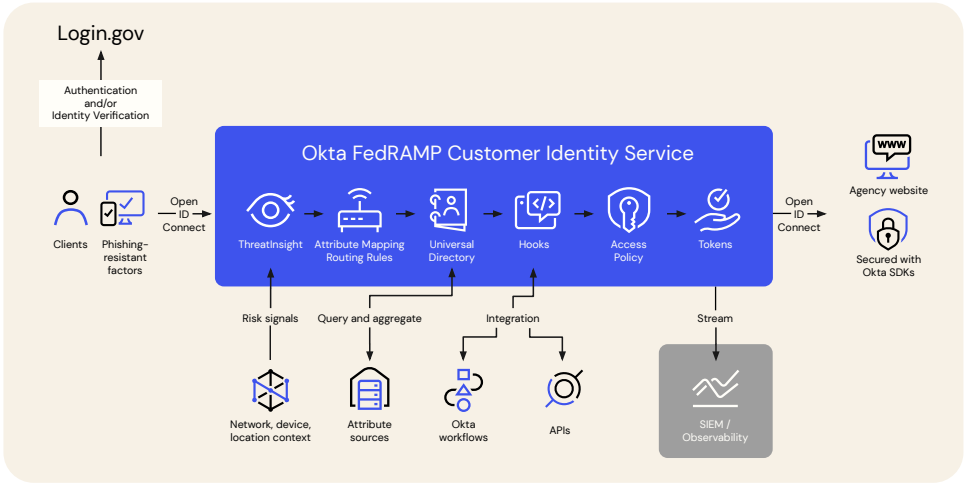 Login.gov
Authentication
and/or
Identity Verification
Okta FedRAMP Customer Identity Service
WWW
Agency website
Open
ID
Connect
Open
ID
Connect
Clients
Phishing-
resistant
factors
ThreatInsight
Attribute Mapping
Routing Rules
Universal
Directory
Hooks
Access
Policy
Tokens
Secured with
Okta SDKs
Risk signals
Query and aggregate
Integration
Stream
Network, device,
location context
Attribute
sources
Okta
workflows
APIs
SIEM /
Observability